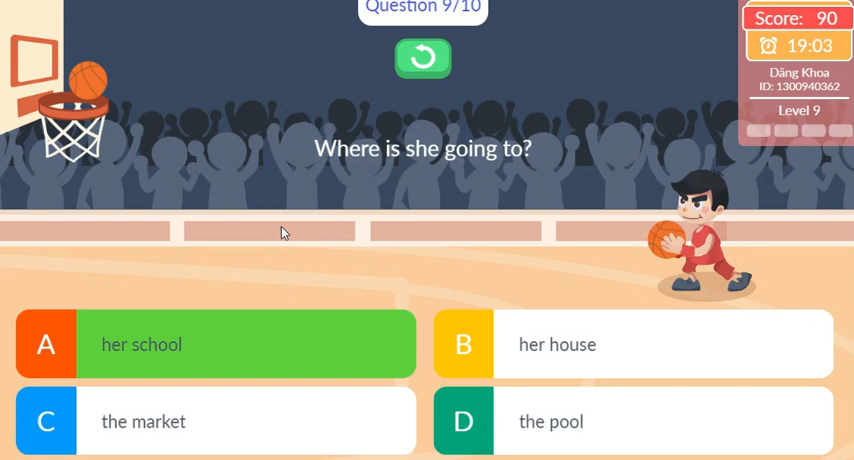 Question 9/10
Score: 90
19:03
Dăng Khoa
ID: 1300940362
Level 9
Where is she going to?
A her school
B her house
C the market
D the pool